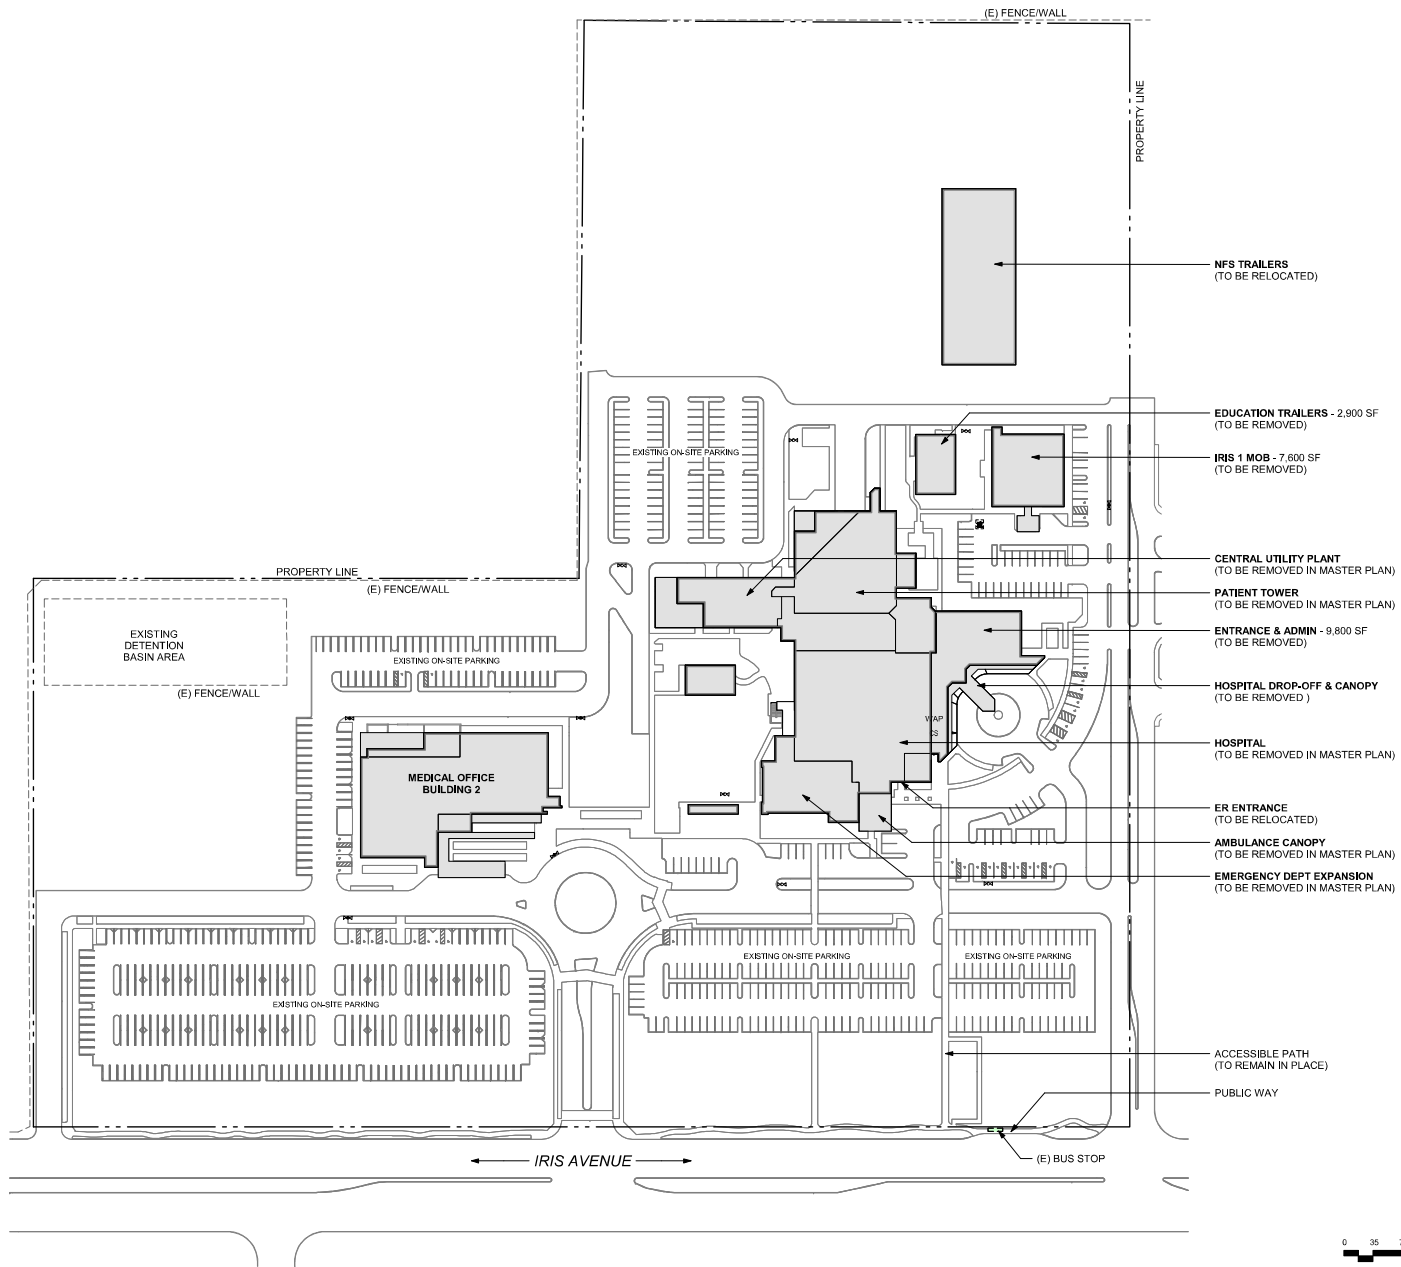 (E) FENCE/WALL
PROPERTY LINE
NFS TRAILERS
(TO BE RELOCATED)
EDUCATION TRAILERS - 2,900 SF
(TO BE REMOVED)
IRIS 1 MOB - 7,600 SF
(TO BE REMOVED)
EXISTING ON-SITE PARKING
CENTRAL UTILITY PLANT
(TO BE REMOVED IN MASTER PLAN)
PROPERTY LINE
(E) FENCE/WALL
PATIENT TOWER
(TO BE REMOVED IN MASTER PLAN)
EXISTING
DETENTION
BASIN AREA
ENTRANCE & ADMIN - 9,800 SF
(TO BE REMOVED)
EXISTING ON-SITE PARKING
(E) FENCE/WALL
HOSPITAL DROP-OFF & CANOPY
(TO BE REMOVED )
HOSPITAL
(TO BE REMOVED IN MASTER PLAN)
MEDICAL OFFICE
BUILDING 2
ER ENTRANCE
(TO BE RELOCATED)
AMBULANCE CANOPY
(TO BE REMOVED IN MASTER PLAN)
EMERGENCY DEPT EXPANSION
(TO BE REMOVED IN MASTER PLAN)
EXISTING ON-SITE PARKING
EXISTING ON-SITE PARKING
EXISTING ON-SITE PARKING
ACCESSIBLE PATH
(TO REMAIN IN PLACE)
PUBLIC WAY
(E) BUS STOP
IRIS AVENUE
0 35